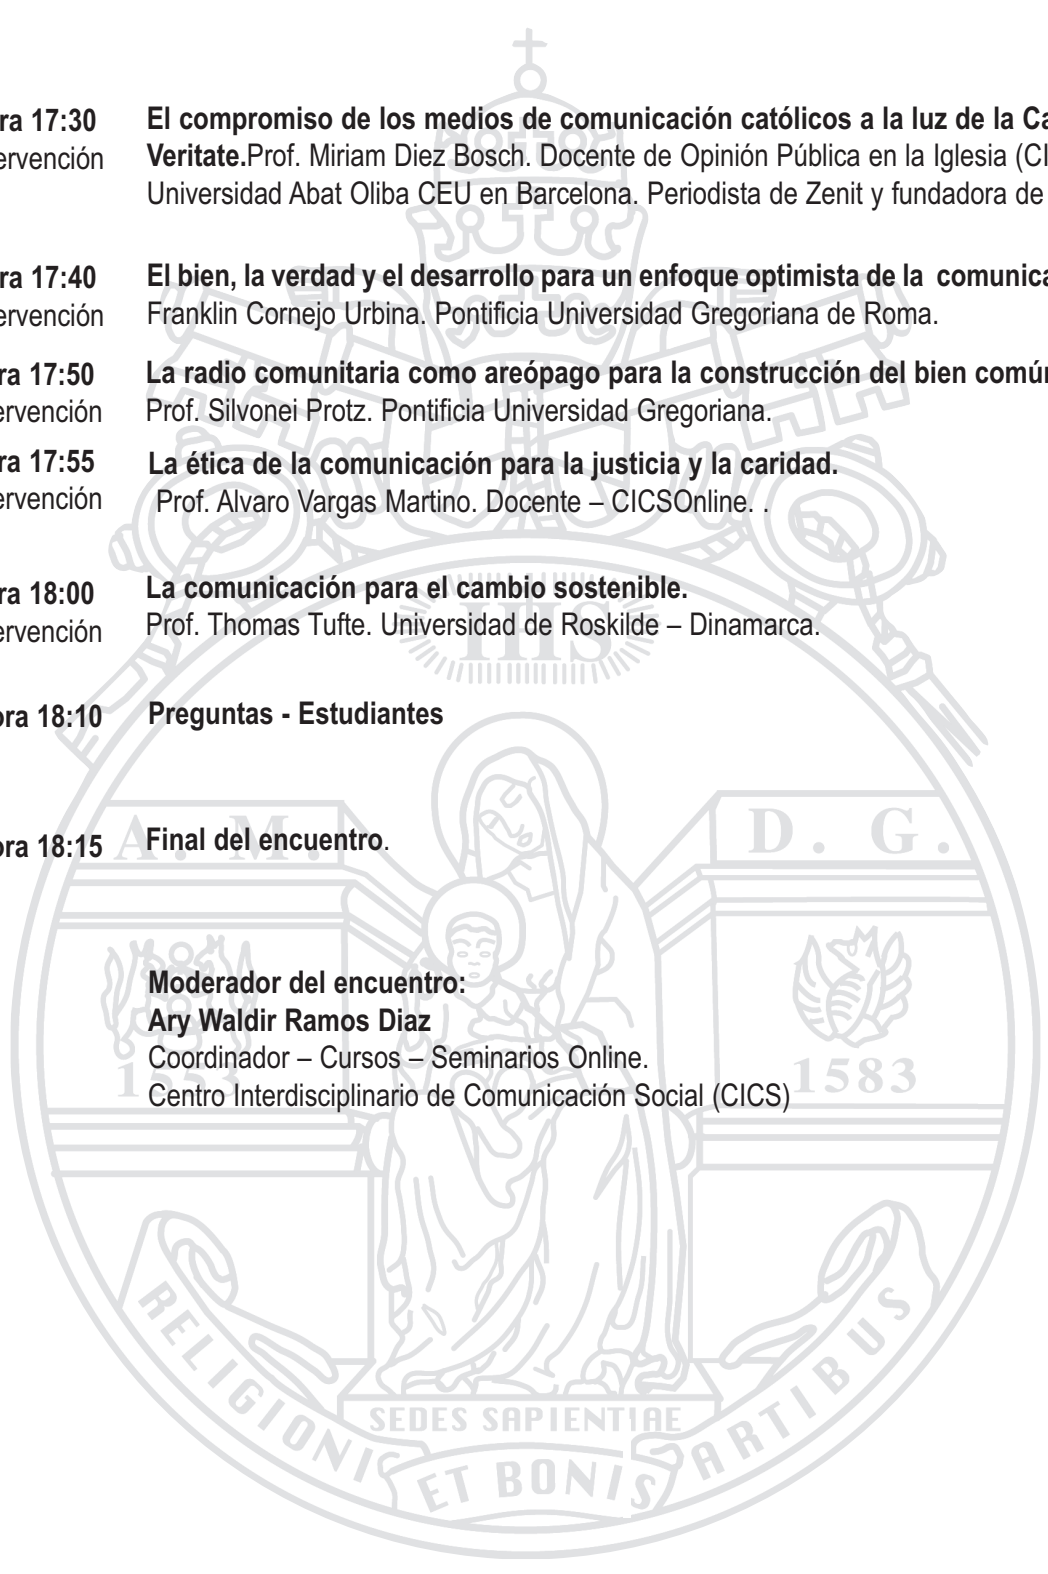 ra 17:30 El compromiso de los medios de comunicación católicos a la luz de la Ca
ervención Veritate.Prof. Miriam Diez Bosch. Docente de Opinión Pública en la Iglesia (CI
Universidad Abat Oliba CEU en Barcelona. Periodista de Zenit y fundadora de
ra 17:40 El bien, la verdad y el desarrollo para un enfoque optimista de la comunica
ervención Franklin Cornejo Urbina. Pontificia Universidad Gregoriana de Roma.
ra 17:50 La radio comunitaria como areópago para la construcción del bien común
ervención Prof. Silvonei Protz. Pontificia Universidad Gregoriana.
ra 17:55 La ética de la comunicación para la justicia y la caridad.
ervención Prof. Alvaro Vargas Martino. Docente – CICSOnline. .
ra 18:00 La comunicación para el cambio sostenible.
ervención Prof. Thomas Tufte. Universidad de Roskilde – Dinamarca.
ora 18:10 Preguntas - Estudiantes
ora 18:15 Final del encuentro.
Moderador del encuentro:
Ary Waldir Ramos Diaz
Coordinador – Cursos – Seminarios Online.
Centro Interdisciplinario de Comunicación Social (CICS)
IHS
A. M. D. G.
1553 1583
SEDES SAPIENTIAE
RELIGIONI ET BONIS ARTIBUS